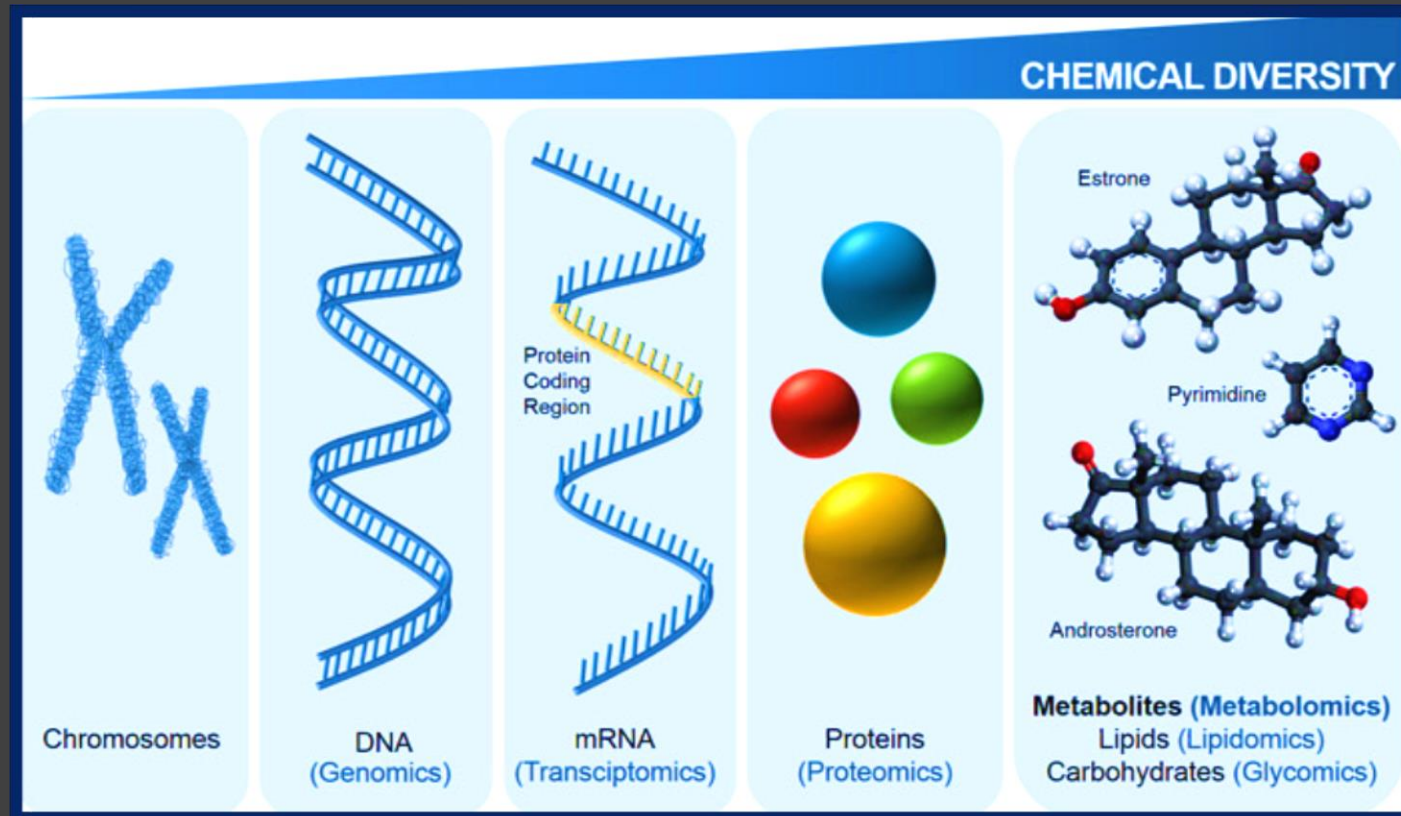 CHEMICAL DIVERSITY
Chromosomes
DNA
(Genomics)
Protein
Coding
Region
mRNA
(Transciptomics)
Proteins
(Proteomics)
Estrone
Pyrimidine
Androsterone
Metabolites (Metabolomics)
Lipids (Lipidomics)
Carbohydrates (Glycomics)